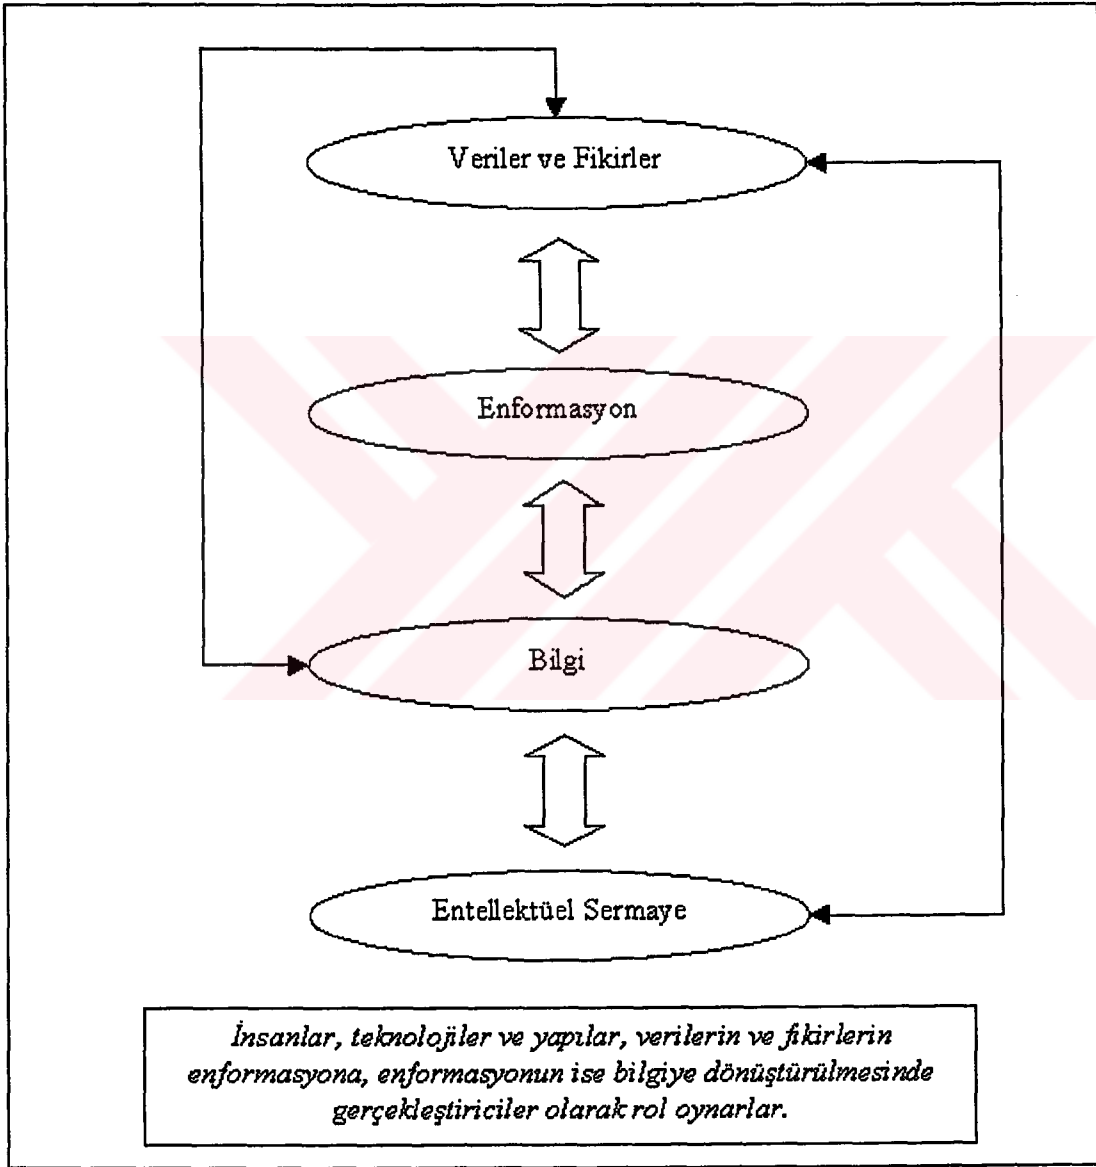 Veriler ve Fikirler
Enformasyon
Bilgi
Entellektüel Sermaye
İnsanlar, teknolojiler ve yapılar, verilerin ve fikirlerin
enformasyona, enformasyonun ise bilgiye dönüştürülmesinde
gerçekleştiriciler olarak rol oynarlar.